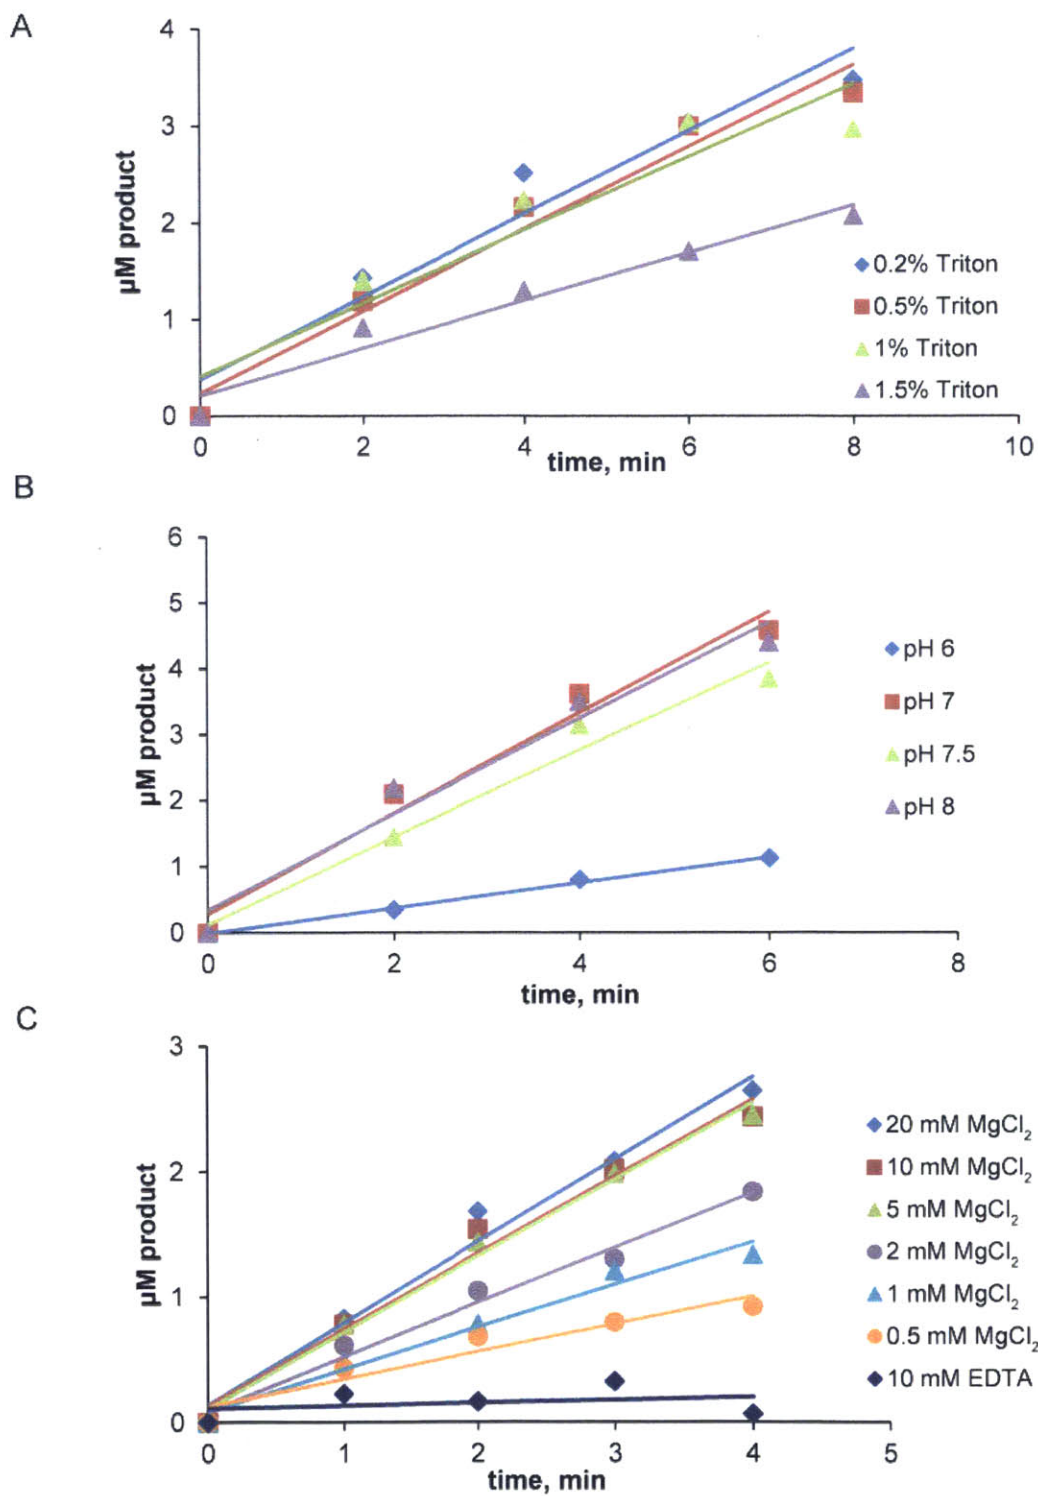 A
4
3
2
1
0
µM product
0 2 4 6 8 10
time, min
0.2% Triton
0.5% Triton
1% Triton
1.5% Triton
B
6
5
4
3
2
1
0
µM product
0 2 4 6 8
time, min
pH 6
pH 7
pH 7.5
pH 8
C
3
2
1
0
µM product
0 1 2 3 4 5
time, min
20 mM MgCl₂
10 mM MgCl₂
5 mM MgCl₂
2 mM MgCl₂
1 mM MgCl₂
0.5 mM MgCl₂
10 mM EDTA